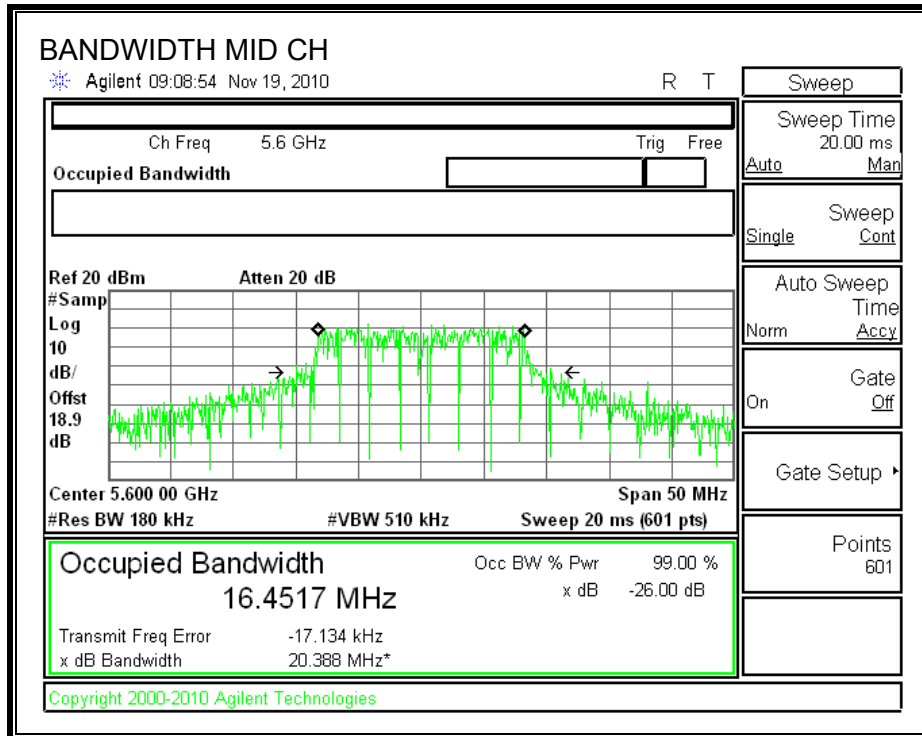 BANDWIDTH MID CH
Agilent 09:08:54 Nov 19, 2010 R T
Ch Freq 5.6 GHz Trig Free
Occupied Bandwidth
Ref 20 dBm Atten 20 dB
#Samp
Log
10
dB/
Offst
18.9
dB
Center 5.600 00 GHz Span 50 MHz
#Res BW 180 kHz #VBW 510 kHz Sweep 20 ms (601 pts)
Occupied Bandwidth Occ BW % Pwr 99.00 %
16.4517 MHz x dB -26.00 dB
Transmit Freq Error -17.134 kHz
x dB Bandwidth 20.388 MHz*
Copyright 2000-2010 Agilent Technologies
Sweep
Sweep Time
20.00 ms
Auto Man
Sweep
Single Cont
Auto Sweep
Time
Norm Accy
Gate
On Off
Gate Setup
Points
601